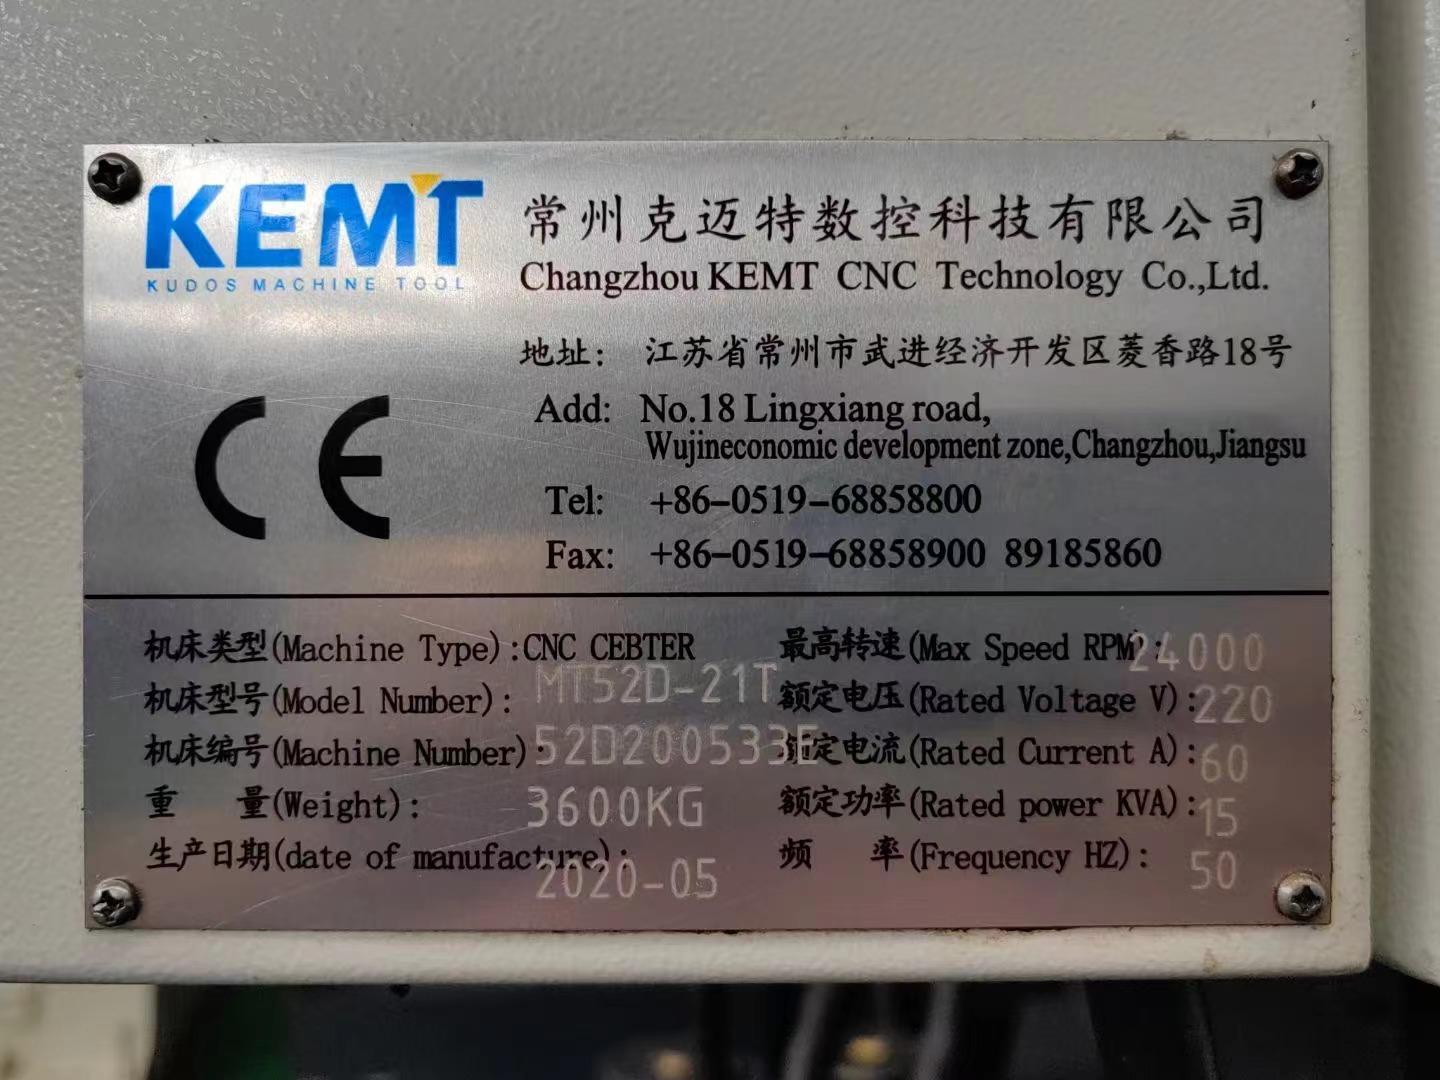 KEMT
KUDOS MACHINE TOOL
常州克迈特数控科技有限公司
Changzhou KEMT CNC Technology Co.,Ltd.
地址: 江苏省常州市武进经济开发区菱香路18号
Add: No.18 Lingxiang road,
Wujineconomic development zone,Changzhou,Jiangsu
Tel: +86-0519-68858800
Fax: +86-0519-68858900 89185860
CE
机床类型(Machine Type):CNC CEBTER
机床型号(Model Number): MT52D-21T
机床编号(Machine Number): 52D200533E
重 量(Weight): 3600KG
生产日期(date of manufacture): 2020-05
最高转速(Max Speed RPM): 24000
额定电压(Rated Voltage V): 220
额定电流(Rated Current A): 60
额定功率(Rated power KVA): 15
频 率(Frequency HZ): 50